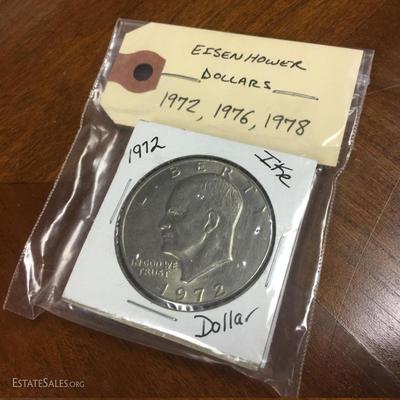 EISENHOWER
DOLLARS
1972, 1976, 1978
1972
Ike
LIBERTY
IN GOD WE
TRUST
1972
Dollar
ESTATESALES.ORG